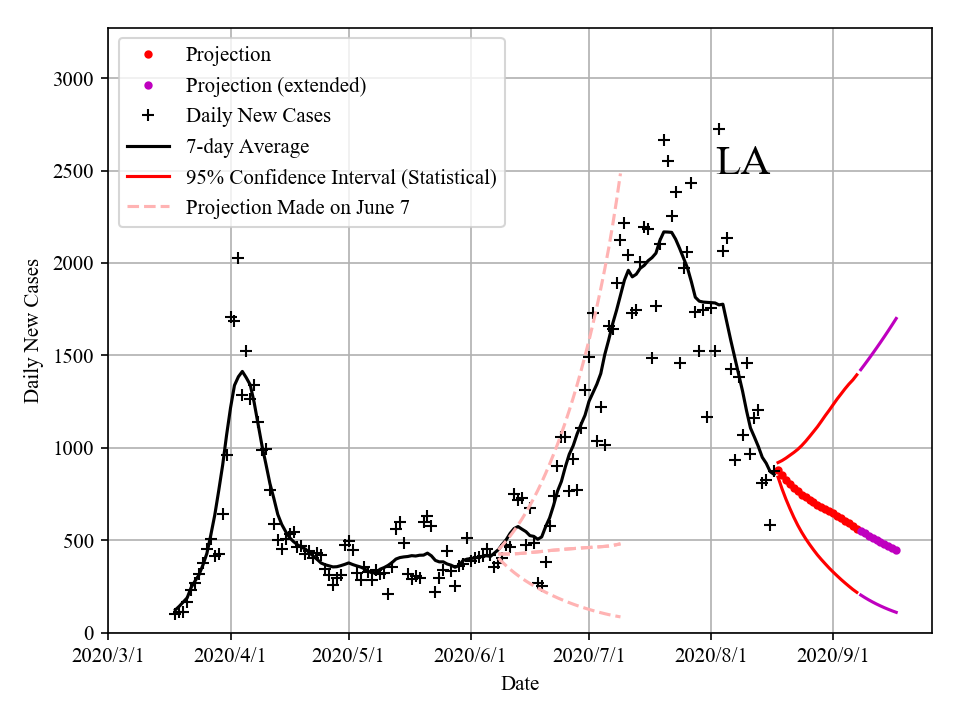 3000
2500
2000
1500
1000
500
0
Daily New Cases
Projection
Projection (extended)
Daily New Cases
7-day Average
95% Confidence Interval (Statistical)
Projection Made on June 7
LA
2020/3/1 2020/4/1 2020/5/1 2020/6/1 2020/7/1 2020/8/1 2020/9/1
Date